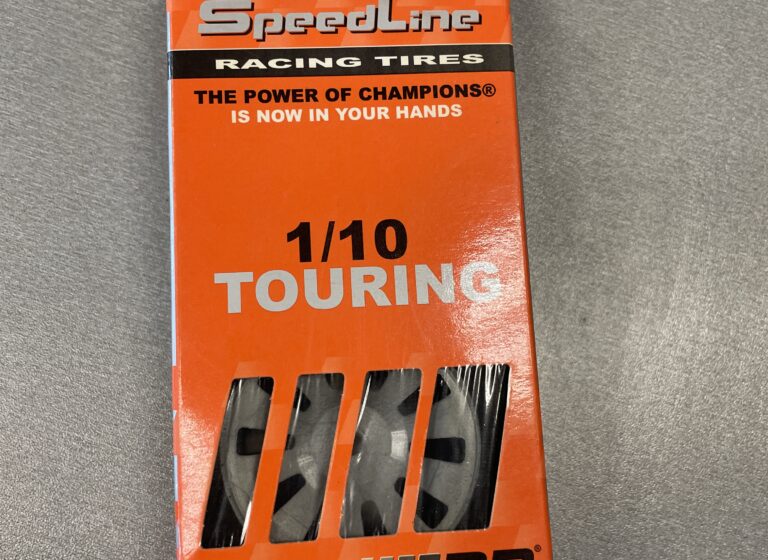 SpeedLine
RACING TIRES
THE POWER OF CHAMPIONS®
IS NOW IN YOUR HANDS
1/10
TOURING